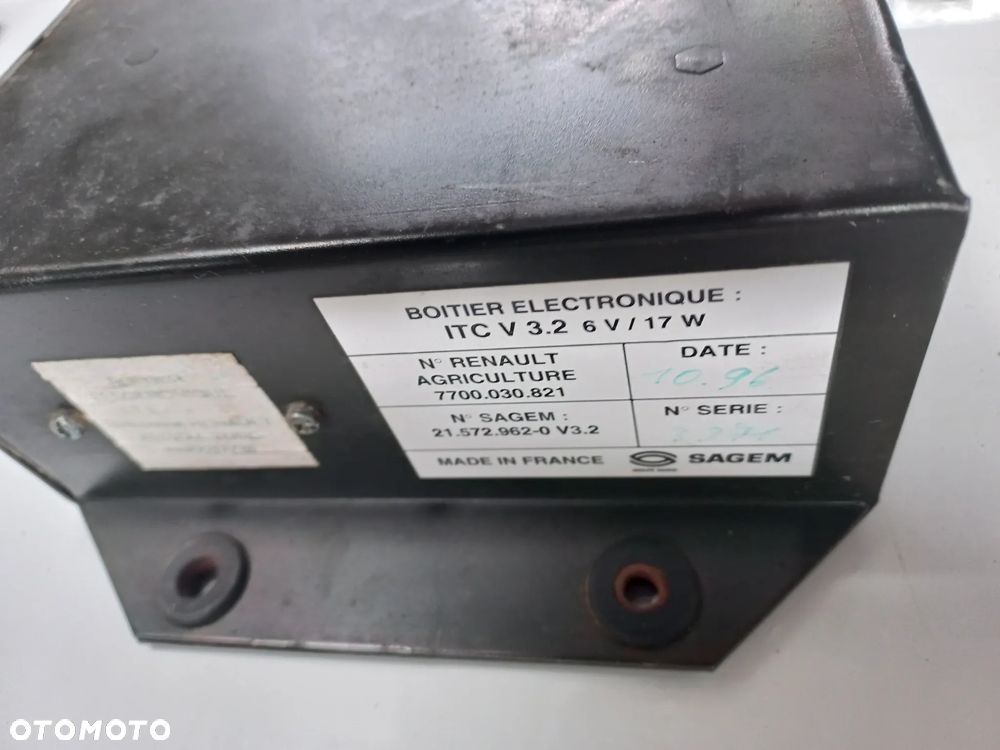 BOITIER ELECTRONIQUE :
ITC V 3.2 6 V / 17 W
N° RENAULT
AGRICULTURE
7700.030.821
DATE :
10.96
N° SAGEM :
21.572.962-0 V3.2
N° SERIE :
MADE IN FRANCE SAGEM
OTOMOTO